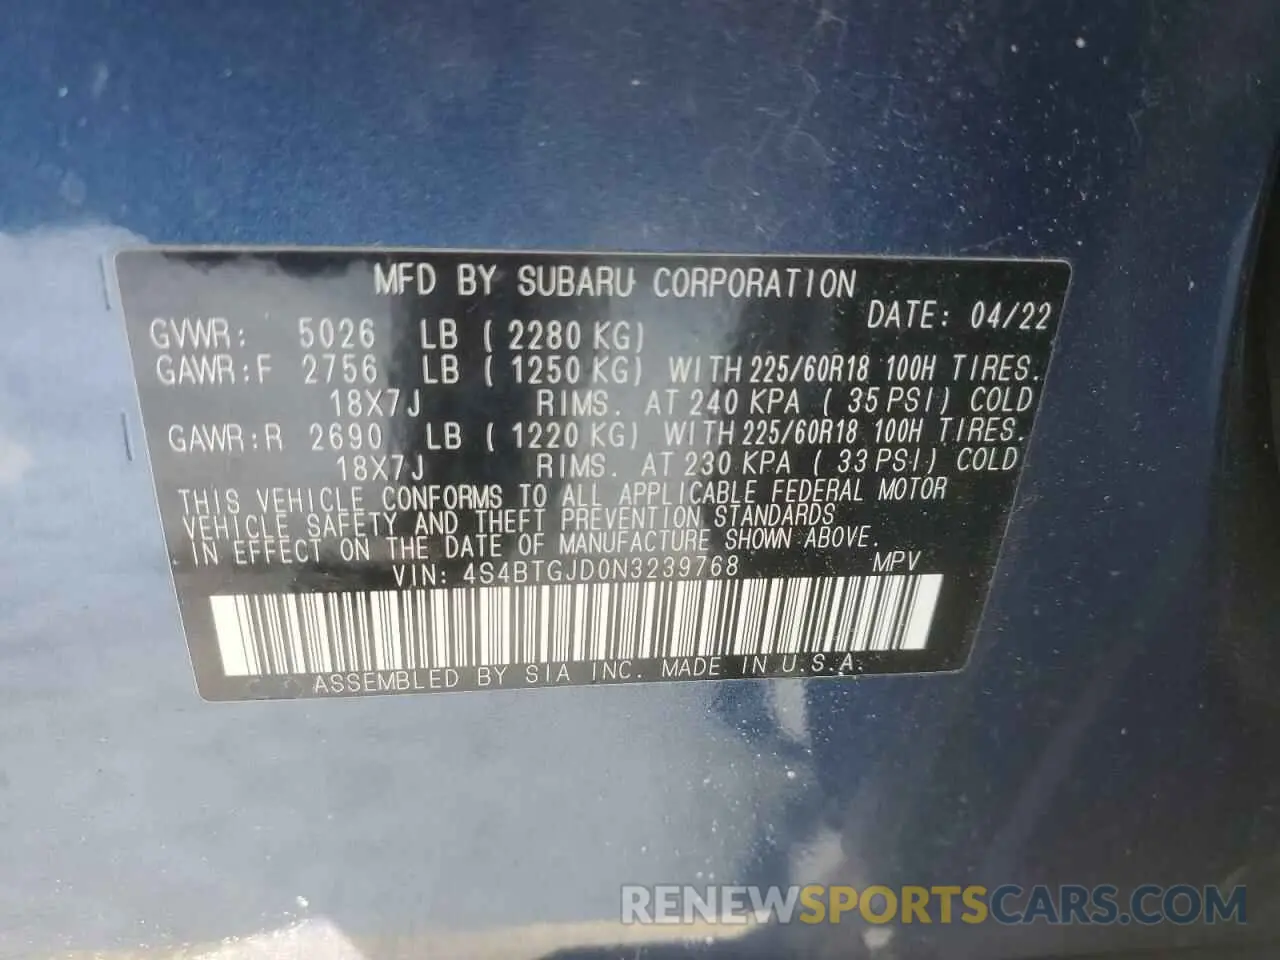 MFD BY SUBARU CORPORATION
DATE: 04/22
GVWR: 5026 LB ( 2280 KG)
GAWR:F 2756 LB ( 1250 KG) WITH 225/60R18 100H TIRES.
18X7J RIMS. AT 240 KPA ( 35 PSI) COLD
GAWR:R 2690 LB ( 1220 KG) WITH 225/60R18 100H TIRES.
18X7J RIMS. AT 230 KPA ( 33 PSI) COLD
THIS VEHICLE CONFORMS TO ALL APPLICABLE FEDERAL MOTOR
VEHICLE SAFETY AND THEFT PREVENTION STANDARDS
IN EFFECT ON THE DATE OF MANUFACTURE SHOWN ABOVE.
VIN: 4S4BTGJD0N3239768 MPV
ASSEMBLED BY SIA INC. MADE IN U.S.A.
RENEWSPORTSCARS.COM